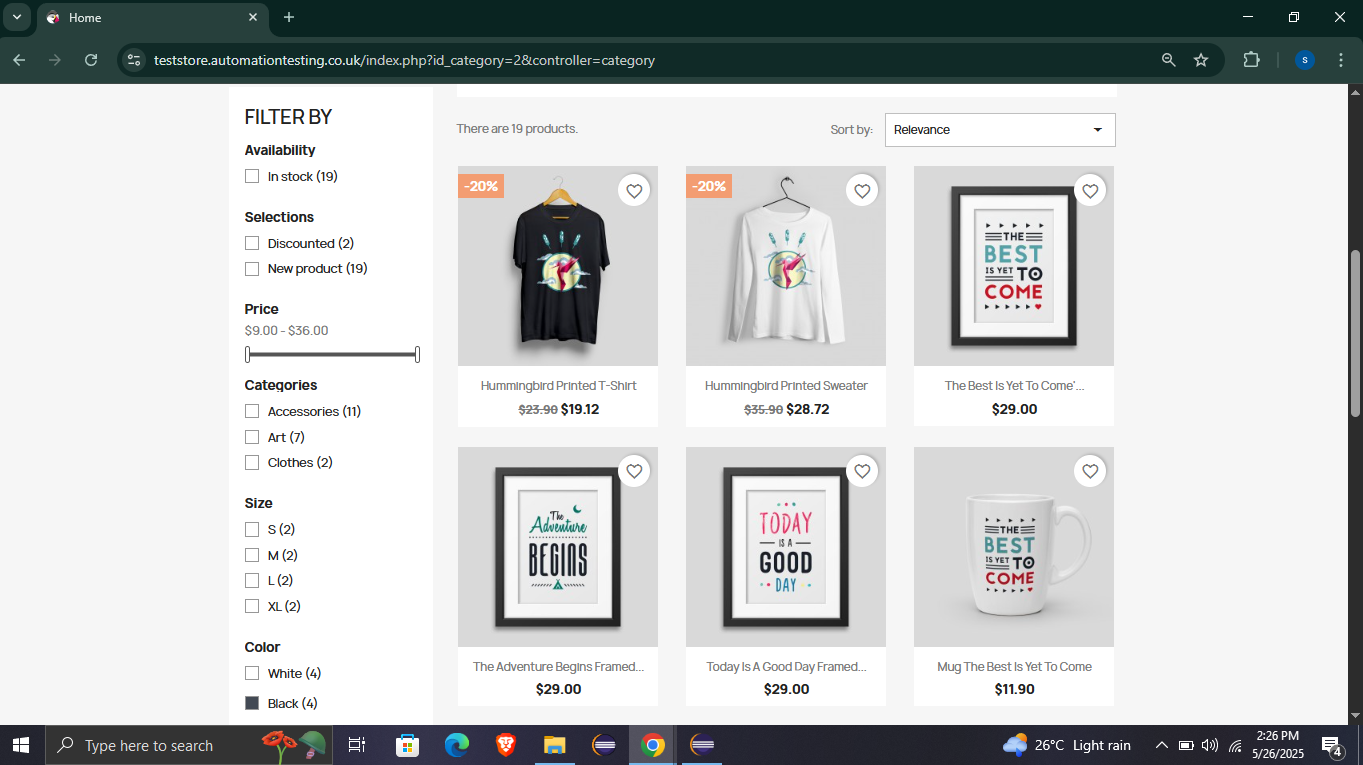 Home
teststore.automationtesting.co.uk/index.php?id_category=2&controller=category
S
FILTER BY
Availability
In stock (19)
Selections
Discounted (2)
New product (19)
Price
$9.00 - $36.00
Categories
Accessories (11)
Art (7)
Clothes (2)
Size
S (2)
M (2)
L (2)
XL (2)
Color
White (4)
Black (4)
There are 19 products.
Sort by:
Relevance
-20%
Hummingbird Printed T-Shirt
$23.90 $19.12
-20%
Hummingbird Printed Sweater
$35.90 $28.72
THE
BEST
IS YET TO
COME
The Best Is Yet To Come'...
$29.00
The
Adventure
BEGINS
The Adventure Begins Framed...
$29.00
TODAY
IS A
GOOD
DAY
Today Is A Good Day Framed...
$29.00
THE
BEST
IS YET TO
COME
Mug The Best Is Yet To Come
$11.90
Type here to search
26°C Light rain
2:26 PM
5/26/2025
4